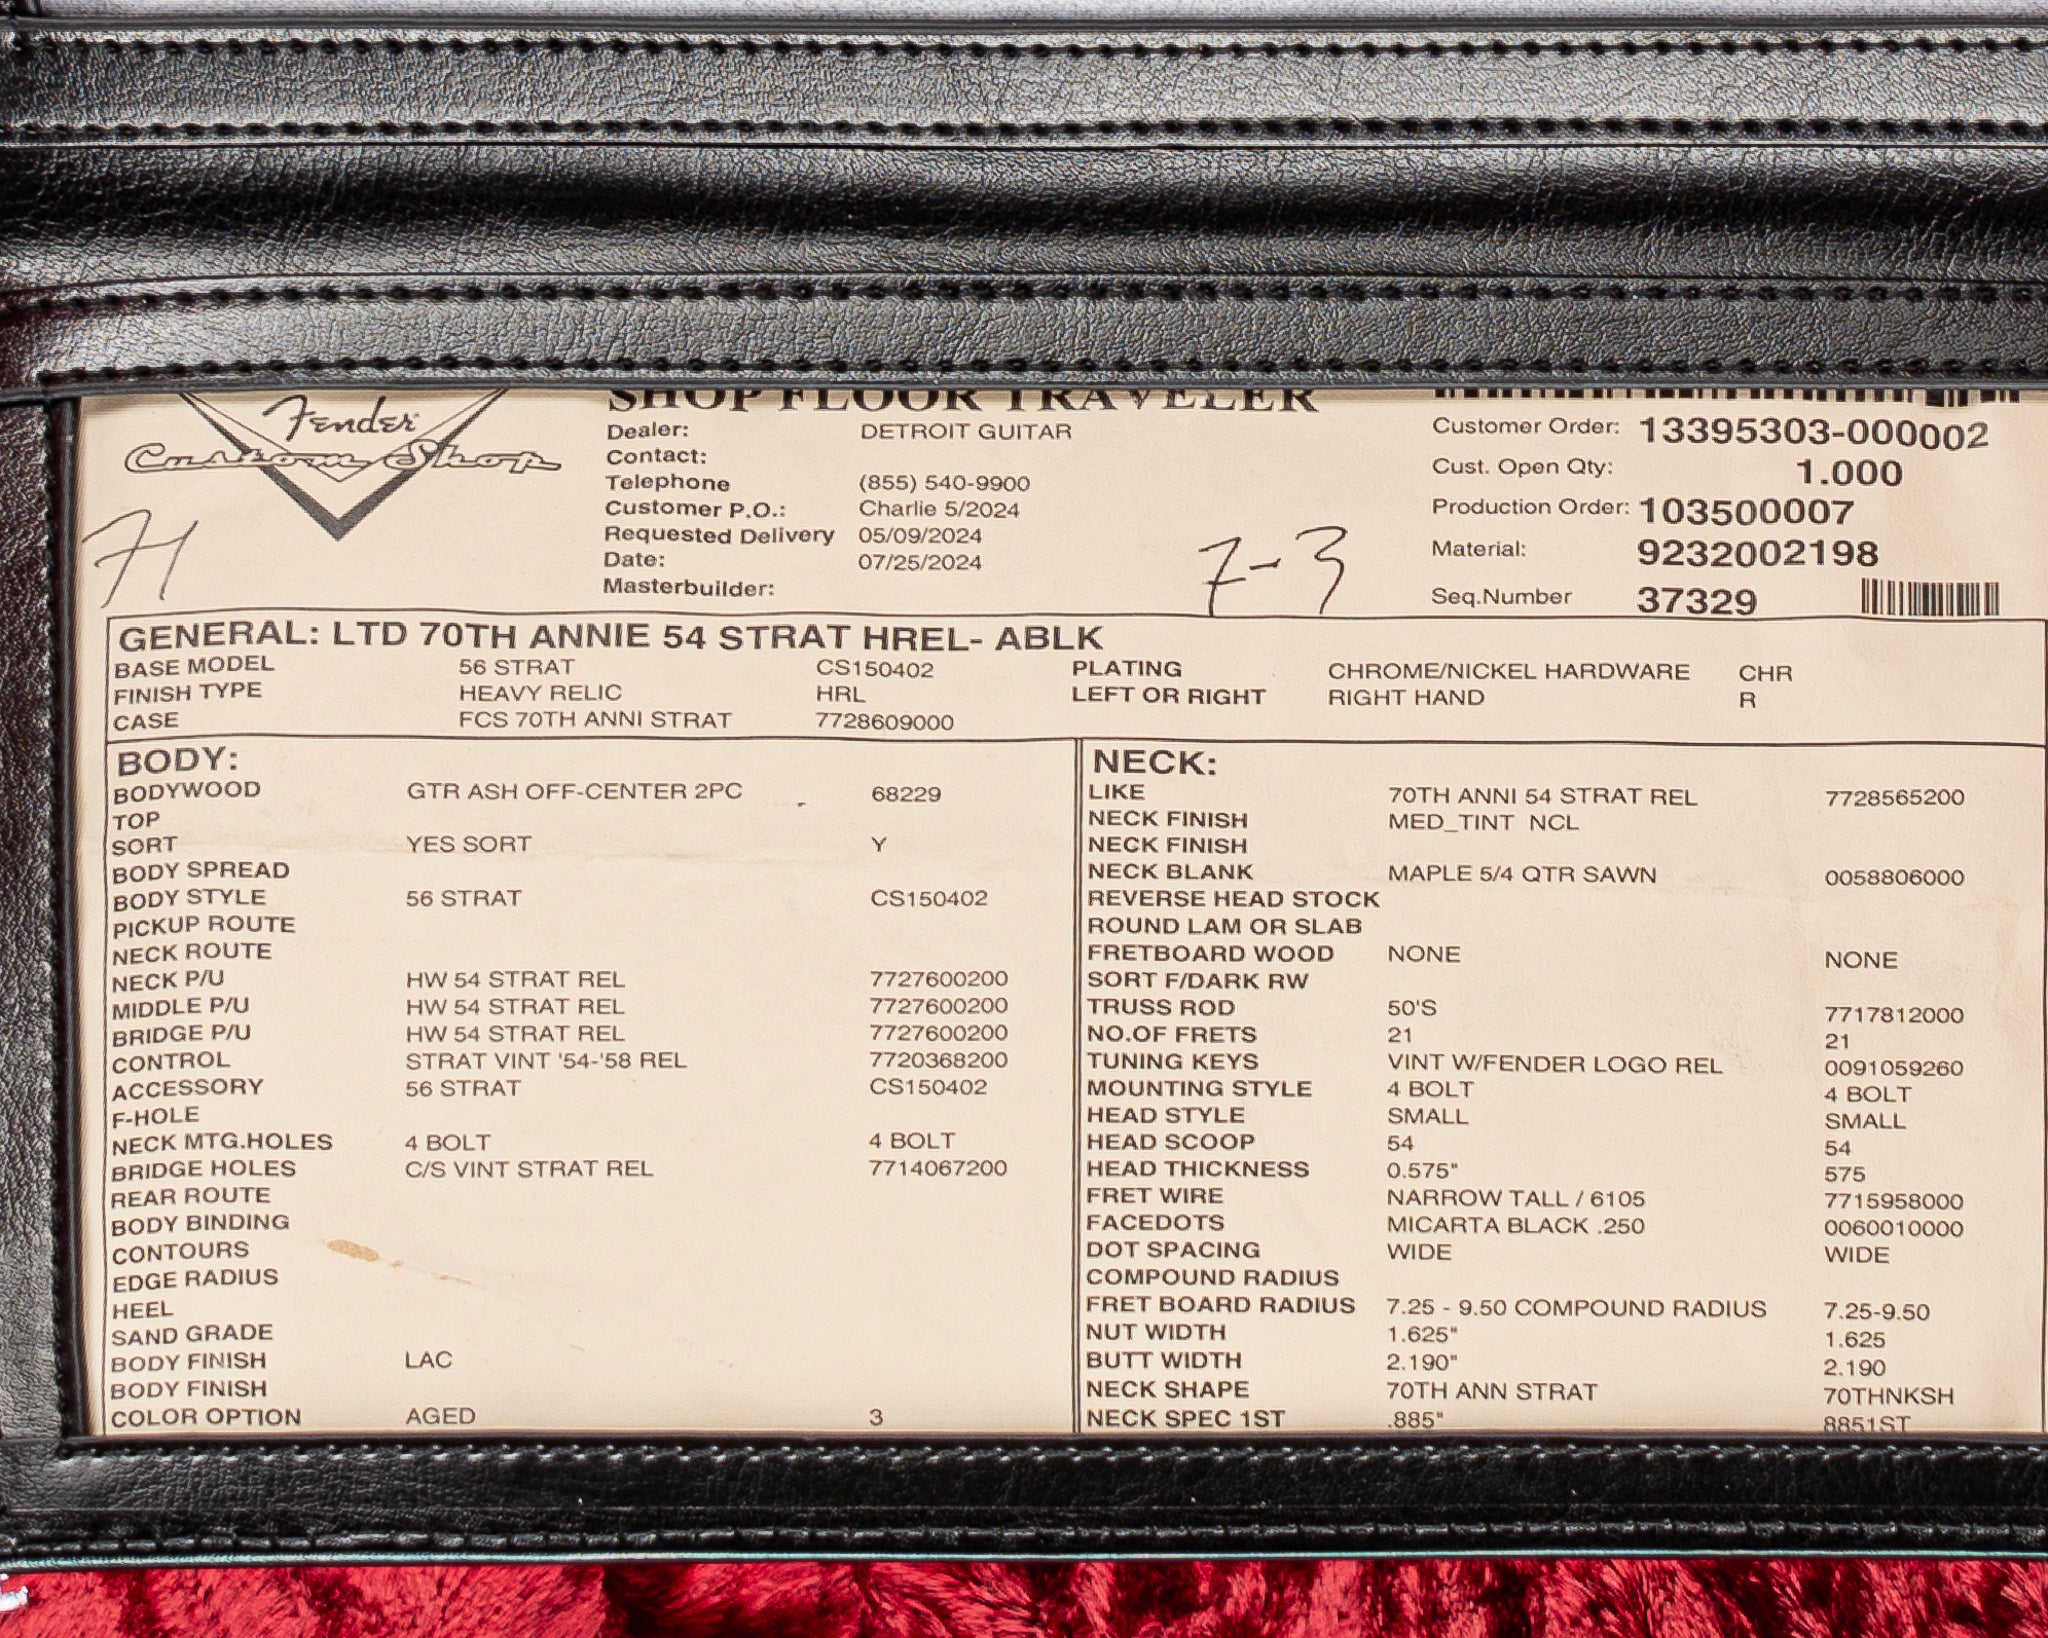 Fender
Custom Shop
71
SHOP FLOOR TRAVELER
Dealer: DETROIT GUITAR
Contact:
Telephone (855) 540-9900
Customer P.O.: Charlie 5/2024
Requested Delivery 05/09/2024
Date: 07/25/2024
Masterbuilder:
7-3
Customer Order: 13395303-000002
Cust. Open Qty: 1.000
Production Order: 103500007
Material: 9232002198
Seq.Number 37329
GENERAL: LTD 70TH ANNIE 54 STRAT HREL- ABLK
BASE MODEL 56 STRAT CS150402 PLATING CHROME/NICKEL HARDWARE CHR
FINISH TYPE HEAVY RELIC HRL LEFT OR RIGHT RIGHT HAND R
CASE FCS 70TH ANNI STRAT 7728609000
BODY:
BODYWOOD GTR ASH OFF-CENTER 2PC 68229
TOP
SORT YES SORT Y
BODY SPREAD
BODY STYLE 56 STRAT CS150402
PICKUP ROUTE
NECK ROUTE
NECK P/U HW 54 STRAT REL 7727600200
MIDDLE P/U HW 54 STRAT REL 7727600200
BRIDGE P/U HW 54 STRAT REL 7727600200
CONTROL STRAT VINT '54-'58 REL 7720368200
ACCESSORY 56 STRAT CS150402
F-HOLE
NECK MTG.HOLES 4 BOLT 4 BOLT
BRIDGE HOLES C/S VINT STRAT REL 7714067200
REAR ROUTE
BODY BINDING
CONTOURS
EDGE RADIUS
HEEL
SAND GRADE
BODY FINISH LAC
BODY FINISH
COLOR OPTION AGED 3
NECK:
LIKE 70TH ANNI 54 STRAT REL 7728565200
NECK FINISH MED_TINT NCL
NECK FINISH
NECK BLANK MAPLE 5/4 QTR SAWN 0058806000
REVERSE HEAD STOCK
ROUND LAM OR SLAB
FRETBOARD WOOD NONE NONE
SORT F/DARK RW
TRUSS ROD 50'S 7717812000
NO.OF FRETS 21 21
TUNING KEYS VINT W/FENDER LOGO REL 0091059260
MOUNTING STYLE 4 BOLT 4 BOLT
HEAD STYLE SMALL SMALL
HEAD SCOOP 54 54
HEAD THICKNESS 0.575" 575
FRET WIRE NARROW TALL / 6105 7715958000
FACEDOTS MICARTA BLACK .250 0060010000
DOT SPACING WIDE WIDE
COMPOUND RADIUS
FRET BOARD RADIUS 7.25 - 9.50 COMPOUND RADIUS 7.25-9.50
NUT WIDTH 1.625" 1.625
BUTT WIDTH 2.190" 2.190
NECK SHAPE 70TH ANN STRAT 70THNKSH
NECK SPEC 1ST .885" 8851ST